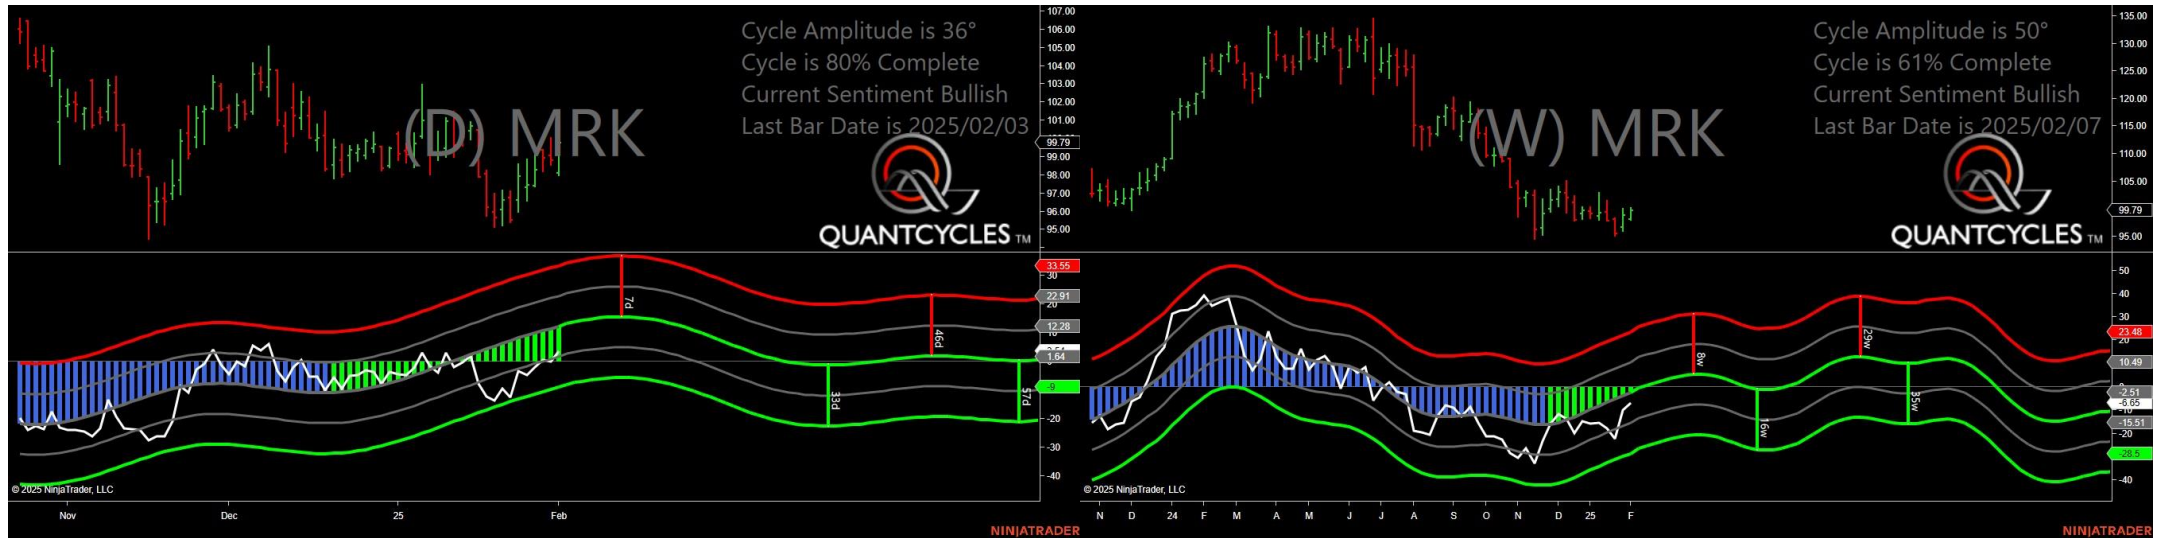 Cycle Amplitude is 36°
Cycle is 80% Complete
Current Sentiment Bullish
Last Bar Date is 2025/02/03
(D) MRK
QUANTCYCLES TM
107.00
106.00
105.00
104.00
103.00
102.00
101.00
99.79
99.00
98.00
97.00
96.00
95.00
33.55
30
22.91
20
12.28
1.64
-9
-20
-30
-40
7d
46d
33d
57d
© 2025 NinjaTrader, LLC
Nov Dec 25 Feb
NINJATRADER
Cycle Amplitude is 50°
Cycle is 61% Complete
Current Sentiment Bullish
Last Bar Date is 2025/02/07
(W) MRK
QUANTCYCLES TM
135.00
130.00
125.00
120.00
115.00
110.00
105.00
99.79
95.00
50
40
30
23.48
10.49
-2.51
-6.65
-15.51
-20
-28.5
-40
8w
29w
16w
35w
© 2025 NinjaTrader, LLC
N D 24 F M A M J J A S O N D 25 F
NINJATRADER